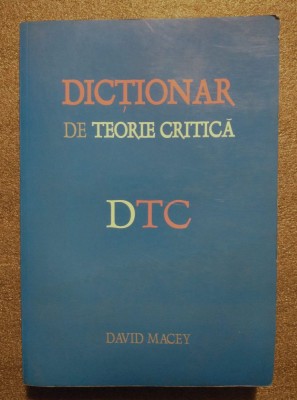 DICȚIONAR
DE TEORIE CRITICĂ
DTC
DAVID MACEY